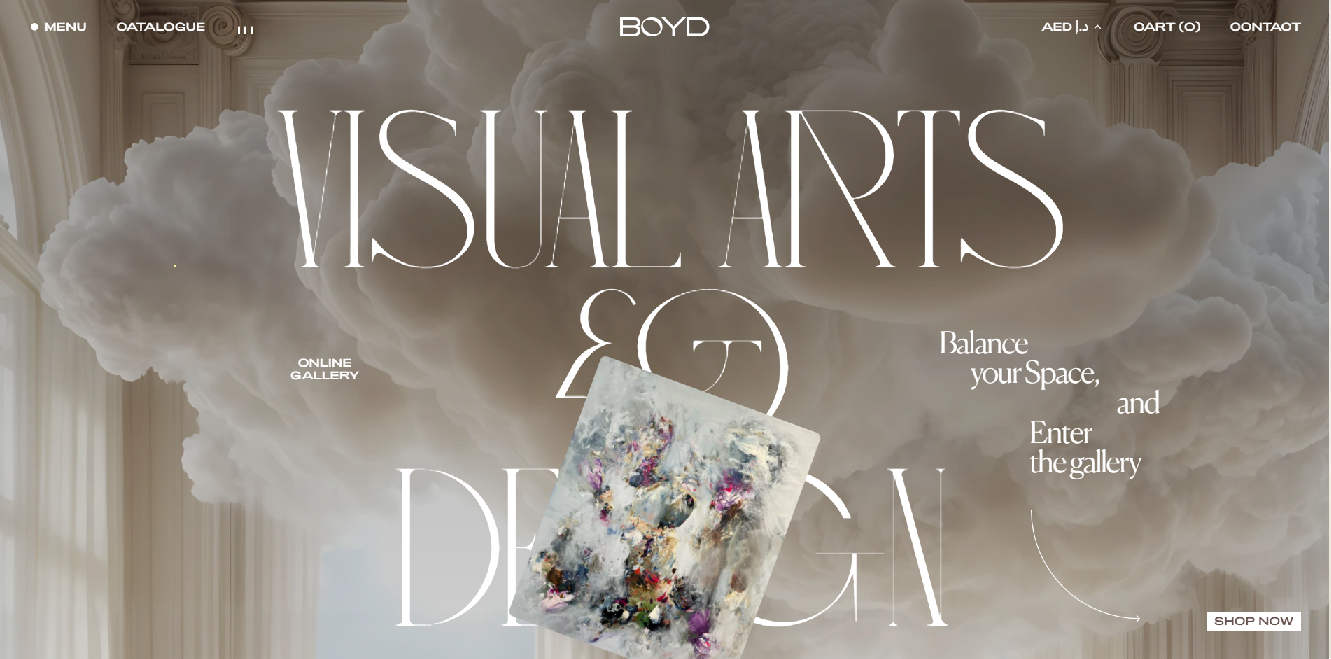 MENU
CATALOGUE
BOYD
AED د.إ
CART (0)
CONTACT
VISUAL ARTS
&
ONLINE
GALLERY
Balance
your Space,
and
Enter
the gallery
SHOP NOW